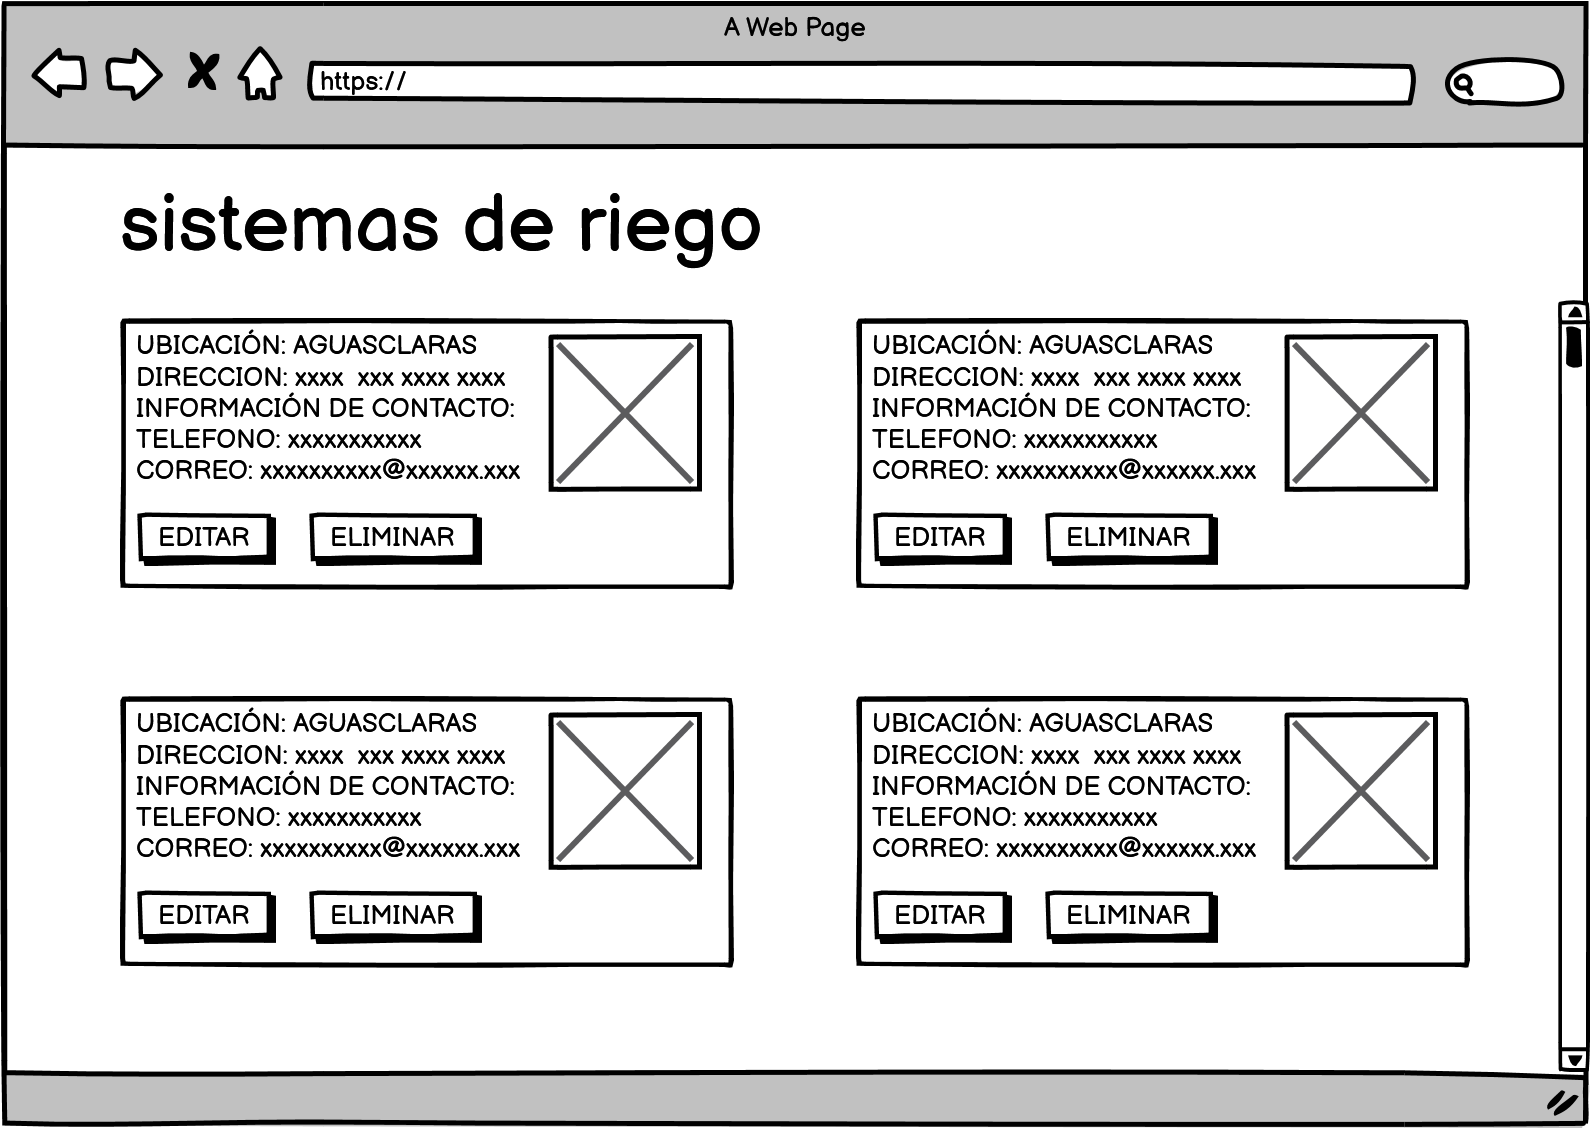 A Web Page
https://
sistemas de riego
UBICACIÓN: AGUASCLARAS
DIRECCION: xxxx  xxx xxxx xxxx
INFORMACIÓN DE CONTACTO:
TELEFONO: xxxxxxxxxxx
CORREO: xxxxxxxxxx@xxxxxx.xxx
EDITAR
ELIMINAR
UBICACIÓN: AGUASCLARAS
DIRECCION: xxxx  xxx xxxx xxxx
INFORMACIÓN DE CONTACTO:
TELEFONO: xxxxxxxxxxx
CORREO: xxxxxxxxxx@xxxxxx.xxx
EDITAR
ELIMINAR
UBICACIÓN: AGUASCLARAS
DIRECCION: xxxx  xxx xxxx xxxx
INFORMACIÓN DE CONTACTO:
TELEFONO: xxxxxxxxxxx
CORREO: xxxxxxxxxx@xxxxxx.xxx
EDITAR
ELIMINAR
UBICACIÓN: AGUASCLARAS
DIRECCION: xxxx  xxx xxxx xxxx
INFORMACIÓN DE CONTACTO:
TELEFONO: xxxxxxxxxxx
CORREO: xxxxxxxxxx@xxxxxx.xxx
EDITAR
ELIMINAR